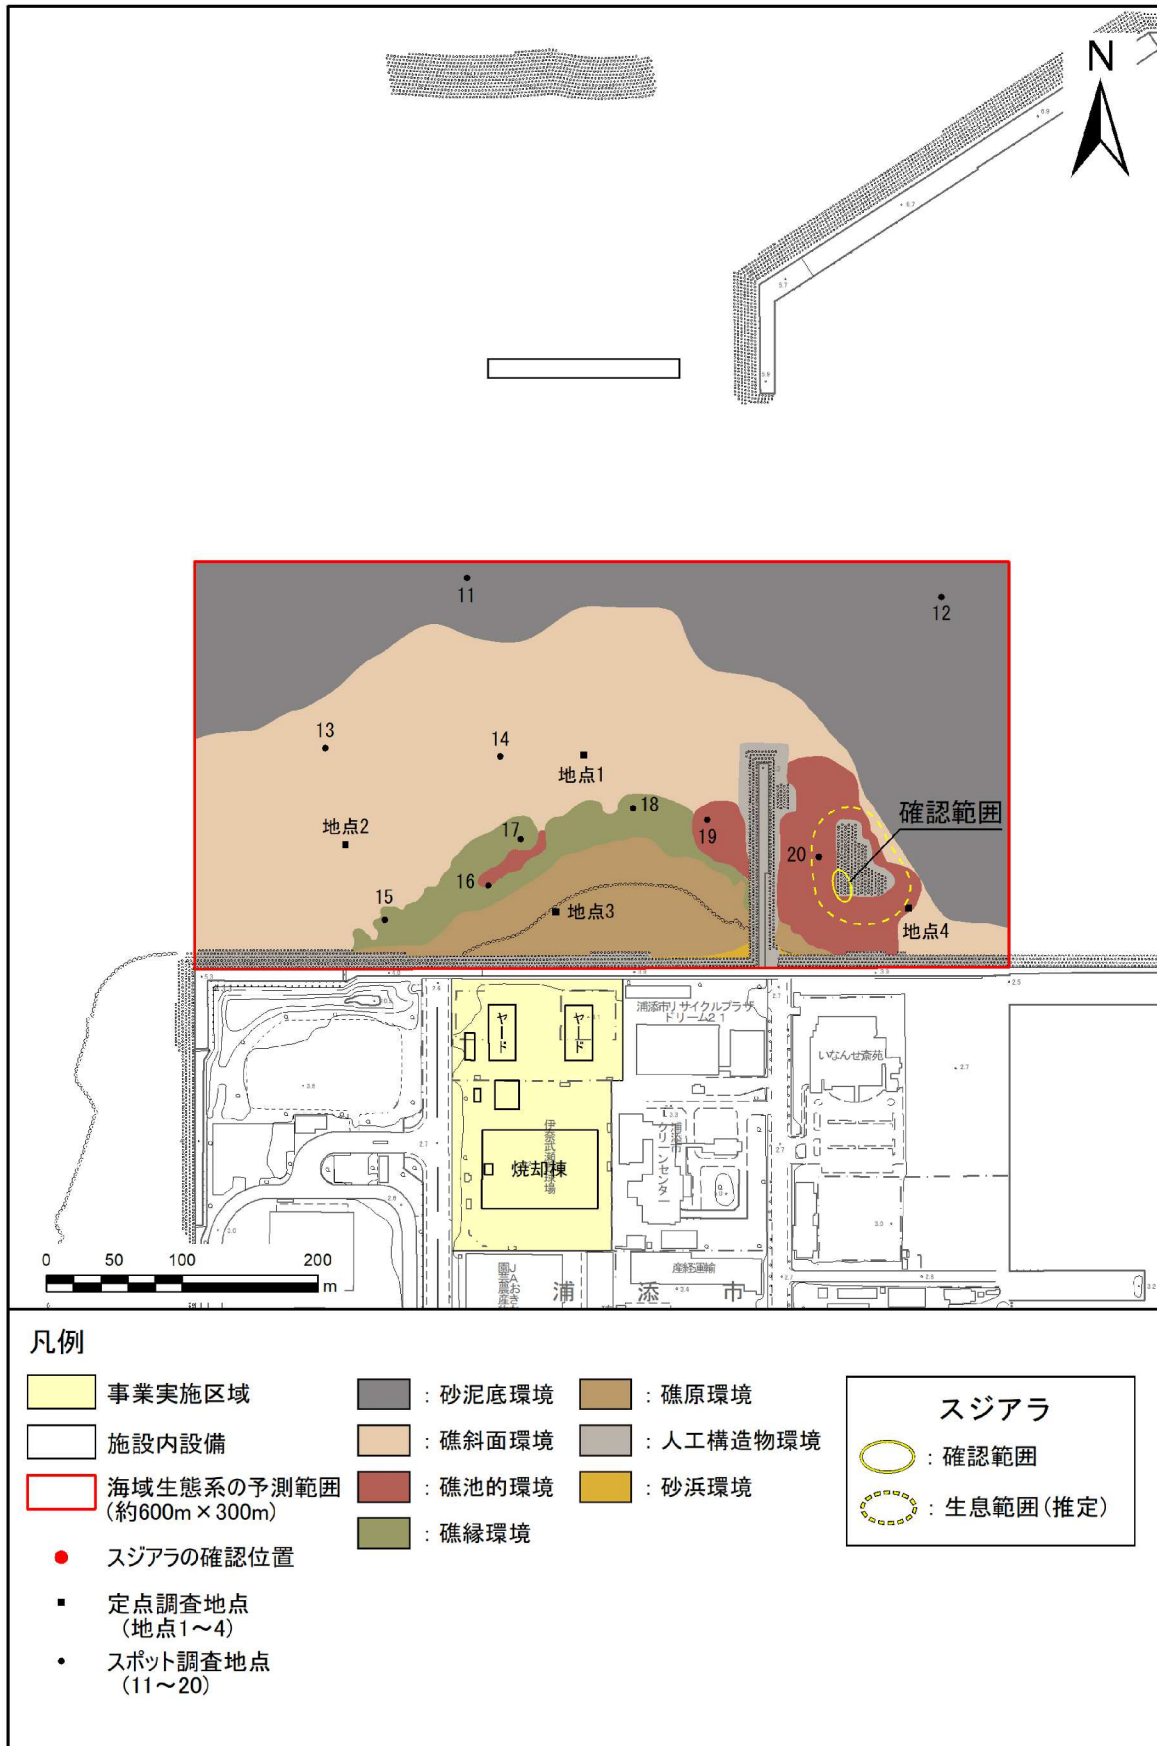 N
11
12
13
14
地点1
確認範囲
地点2
18
17
19
20
16
15
地点3
地点4
ヤード
ヤード
浦添市リサイクルプラザ
ドリーム21
いなんせ斎苑
浦添市
クリーンセンター
焼却棟
産経運輸
浦添市
0 50 100 200
m
凡例
事業実施区域
施設内設備
海域生態系の予測範囲
(約600m×300m)
スジアラの確認位置
定点調査地点
(地点1～4)
スポット調査地点
(11～20)
：砂泥底環境
：礁斜面環境
：礁池的環境
：礁縁環境
：礁原環境
：人工構造物環境
：砂浜環境
スジアラ
：確認範囲
：生息範囲(推定)